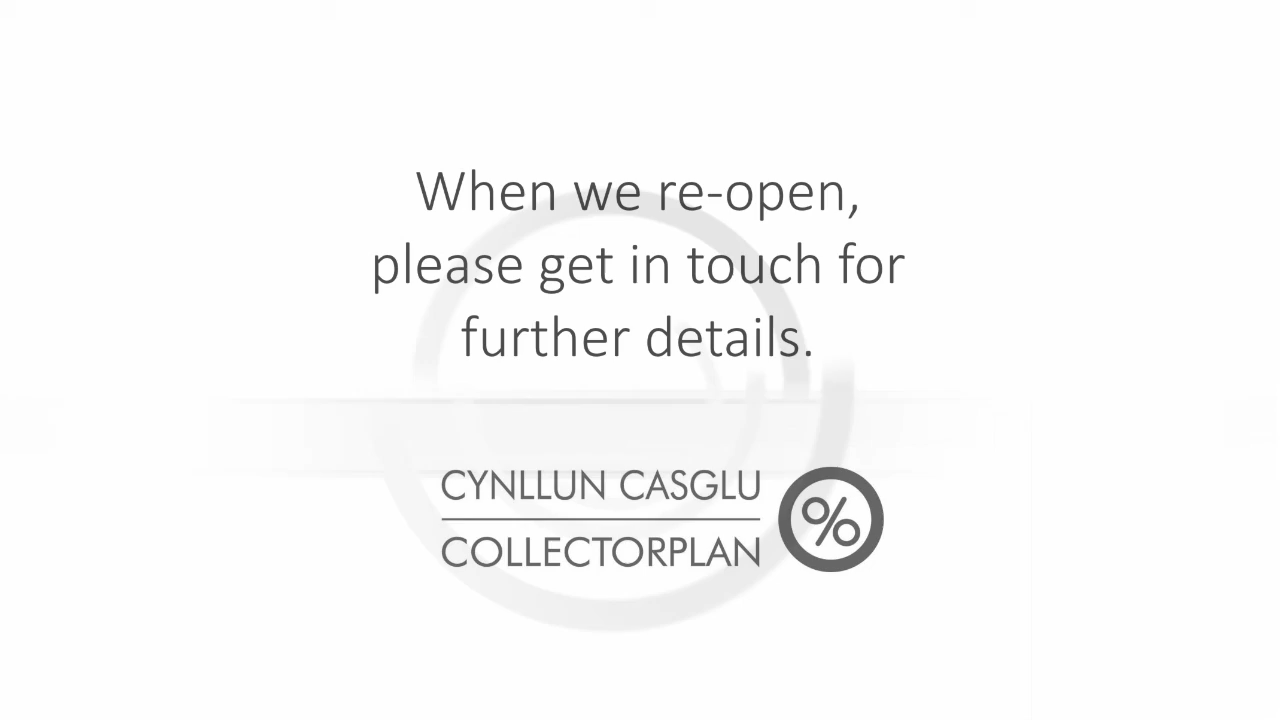 When we re-open,
please get in touch for
further details.
CYNLLUN CASGLU
COLLECTORPLAN
%